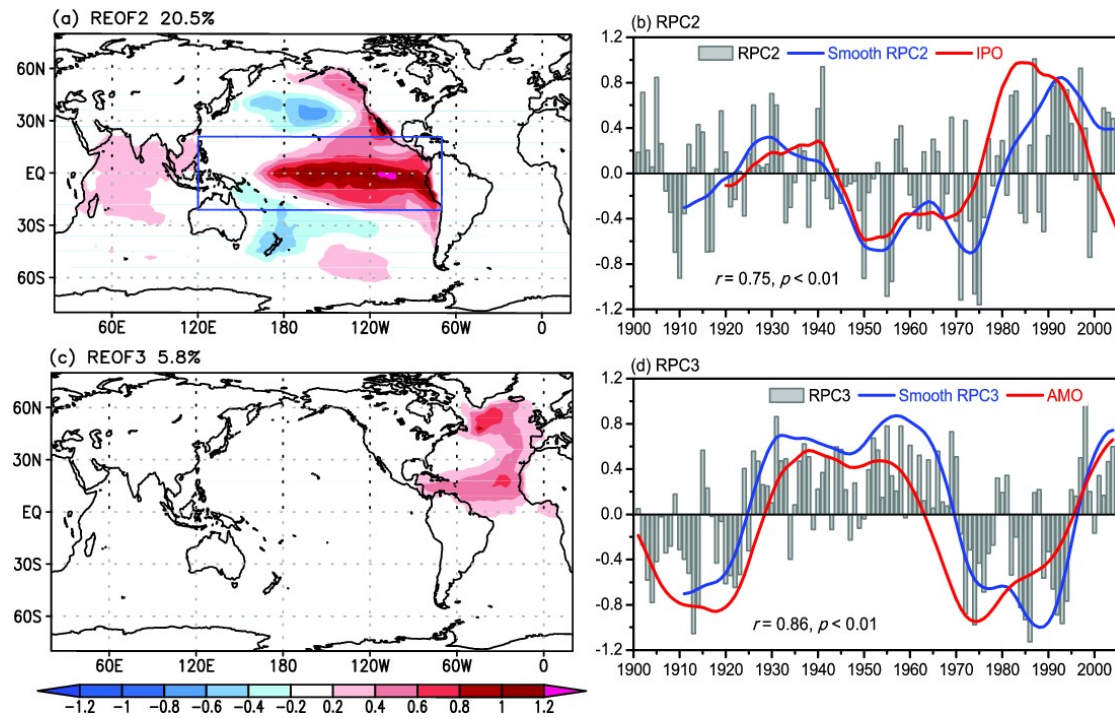 (a) REOF2 20.5%
60N
30N
EQ
30S
60S
60E 120E 180 120W 60W 0
(b) RPC2
RPC2 Smooth RPC2 IPO
1.2
0.8
0.4
0.0
-0.4
-0.8
-1.2
r = 0.75, p < 0.01
1900 1910 1920 1930 1940 1950 1960 1970 1980 1990 2000
(c) REOF3 5.8%
60N
30N
EQ
30S
60S
60E 120E 180 120W 60W 0
-1.2 -1 -0.8 -0.6 -0.4 -0.2 0.2 0.4 0.6 0.8 1 1.2
(d) RPC3
RPC3 Smooth RPC3 AMO
1.2
0.8
0.4
0.0
-0.4
-0.8
-1.2
r = 0.86, p < 0.01
1900 1910 1920 1930 1940 1950 1960 1970 1980 1990 2000